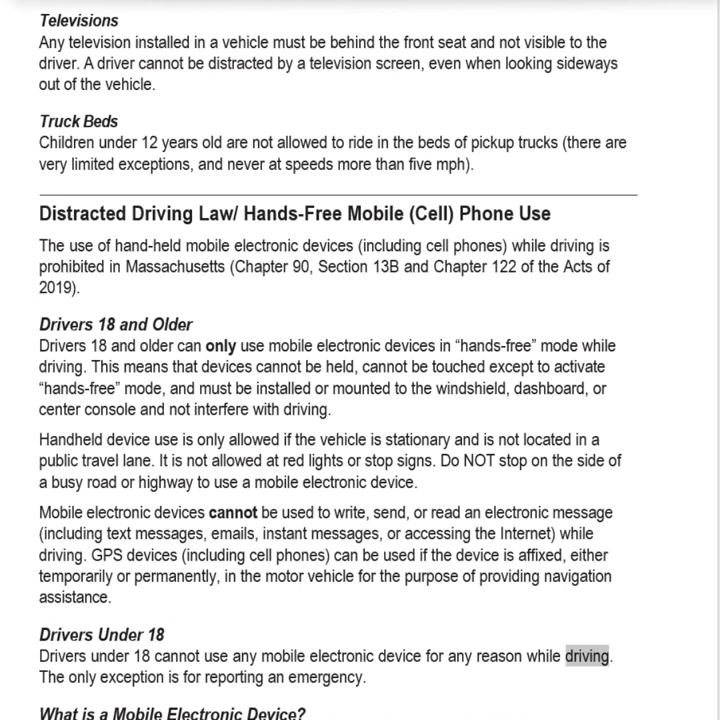 Televisions
Any television installed in a vehicle must be behind the front seat and not visible to the
driver. A driver cannot be distracted by a television screen, even when looking sideways
out of the vehicle.
Truck Beds
Children under 12 years old are not allowed to ride in the beds of pickup trucks (there are
very limited exceptions, and never at speeds more than five mph).
Distracted Driving Law/ Hands-Free Mobile (Cell) Phone Use
The use of hand-held mobile electronic devices (including cell phones) while driving is
prohibited in Massachusetts (Chapter 90, Section 13B and Chapter 122 of the Acts of
2019).
Drivers 18 and Older
Drivers 18 and older can only use mobile electronic devices in “hands-free” mode while
driving. This means that devices cannot be held, cannot be touched except to activate
“hands-free” mode, and must be installed or mounted to the windshield, dashboard, or
center console and not interfere with driving.
Handheld device use is only allowed if the vehicle is stationary and is not located in a
public travel lane. It is not allowed at red lights or stop signs. Do NOT stop on the side of
a busy road or highway to use a mobile electronic device.
Mobile electronic devices cannot be used to write, send, or read an electronic message
(including text messages, emails, instant messages, or accessing the Internet) while
driving. GPS devices (including cell phones) can be used if the device is affixed, either
temporarily or permanently, in the motor vehicle for the purpose of providing navigation
assistance.
Drivers Under 18
Drivers under 18 cannot use any mobile electronic device for any reason while driving.
The only exception is for reporting an emergency.
What is a Mobile Electronic Device?